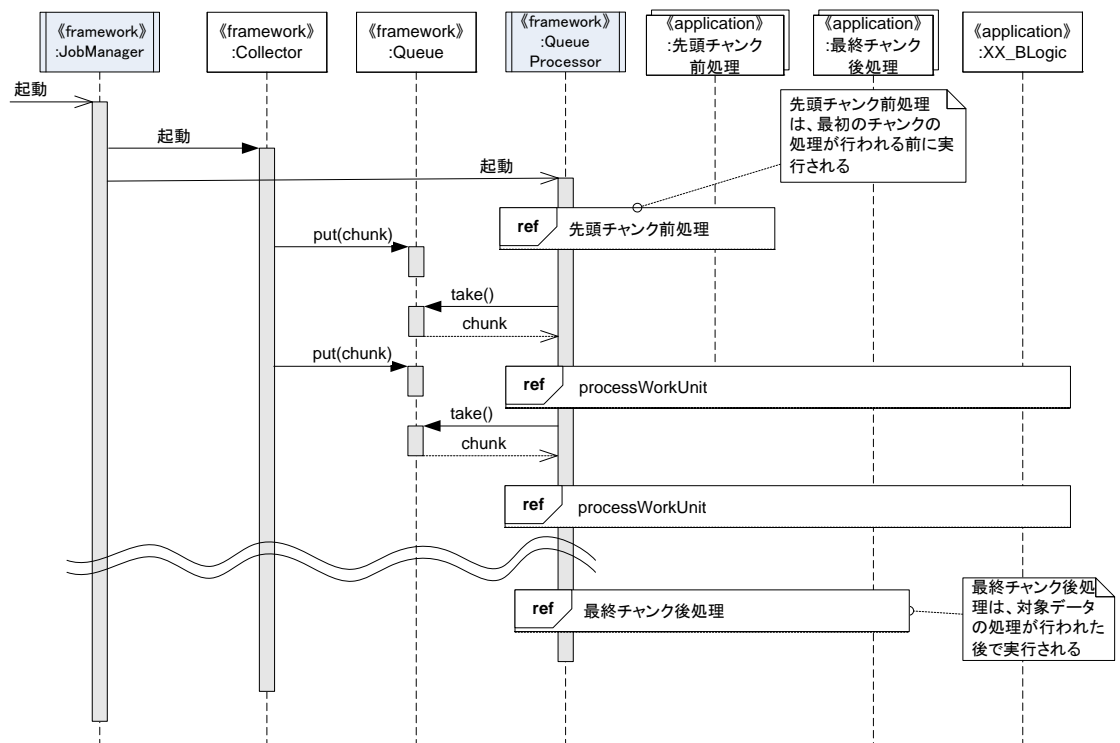 《framework》
:JobManager
《framework》
:Collector
《framework》
:Queue
《framework》
:Queue
Processor
《application》
:先頭チャンク
前処理
《application》
:最終チャンク
後処理
《application》
:XX_BLogic
起動
先頭チャンク前処理
は、最初のチャンクの
処理が行われる前に実
行される
起動
起動
ref
先頭チャンク前処理
put(chunk)
take()
chunk
put(chunk)
ref
processWorkUnit
take()
chunk
ref
processWorkUnit
最終チャンク後処
理は、対象データ
の処理が行われた
後で実行される
ref
最終チャンク後処理